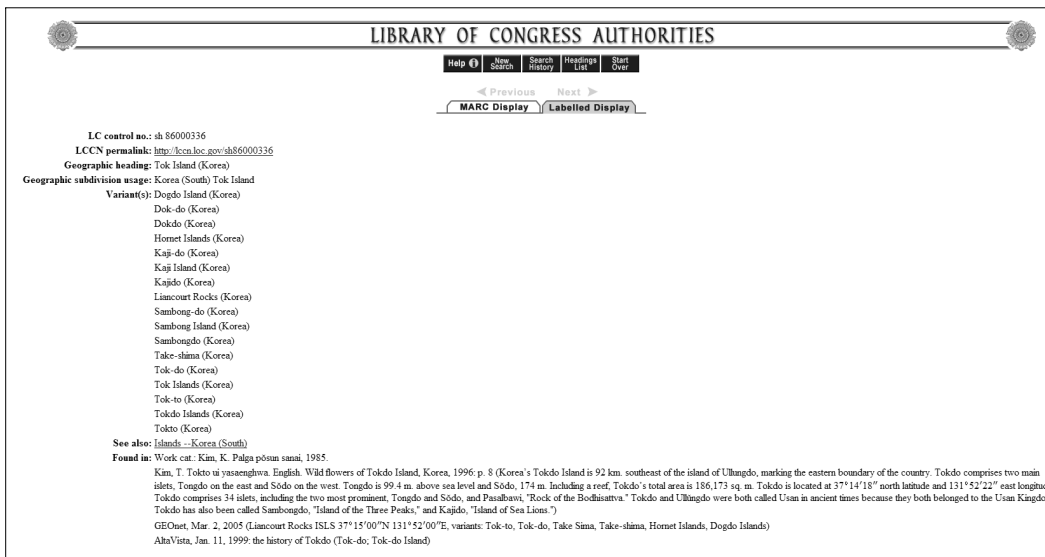 LIBRARY OF CONGRESS AUTHORITIES
Help New Search Search History Headings List Start Over
Previous Next
MARC Display Labelled Display
LC control no.: sh 86000336
LCCN permalink: http://lccn.loc.gov/sh86000336
Geographic heading: Tok Island (Korea)
Geographic subdivision usage: Korea (South) Tok Island
Variant(s): Dogdo Island (Korea)
Dok-do (Korea)
Dokdo (Korea)
Hornet Islands (Korea)
Kaji-do (Korea)
Kaji Island (Korea)
Kajido (Korea)
Liancourt Rocks (Korea)
Sambong-do (Korea)
Sambong Island (Korea)
Sambongdo (Korea)
Take-shima (Korea)
Tok-do (Korea)
Tok Islands (Korea)
Tok-to (Korea)
Tokdo Islands (Korea)
Tokto (Korea)
See also: Islands --Korea (South)
Found in: Work cat.: Kim, K. Palga pŏsun sanai, 1985.
Kim, T. Tokto ui yasaenghwa. English. Wild flowers of Tokdo Island, Korea, 1996: p. 8 (Korea's Tokdo Island is 92 km. southeast of the island of Ullungdo, marking the eastern boundary of the country. Tokdo comprises two main
islets, Tongdo on the east and Sŏdo on the west. Tongdo is 99.4 m. above sea level and Sŏdo, 174 m. Including a reef, Tokdo's total area is 186,173 sq. m. Tokdo is located at 37°14′18″ north latitude and 131°52′22″ east longitud
Tokdo comprises 34 islets, including the two most prominent, Tongdo and Sŏdo, and Pasalbawi, "Rock of the Bodhisattva." Tokdo and Ullŭngdo were both called Usan in ancient times because they both belonged to the Usan Kingdo
Tokdo has also been called Sambongdo, "Island of the Three Peaks," and Kajido, "Island of Sea Lions.")
GEOnet, Mar. 2, 2005 (Liancourt Rocks ISLS 37°15′00″N 131°52′00″E, variants: Tok-to, Tok-do, Take Sima, Take-shima, Hornet Islands, Dogdo Islands)
AltaVista, Jan. 11, 1999: the history of Tokdo (Tok-do; Tok-do Island)